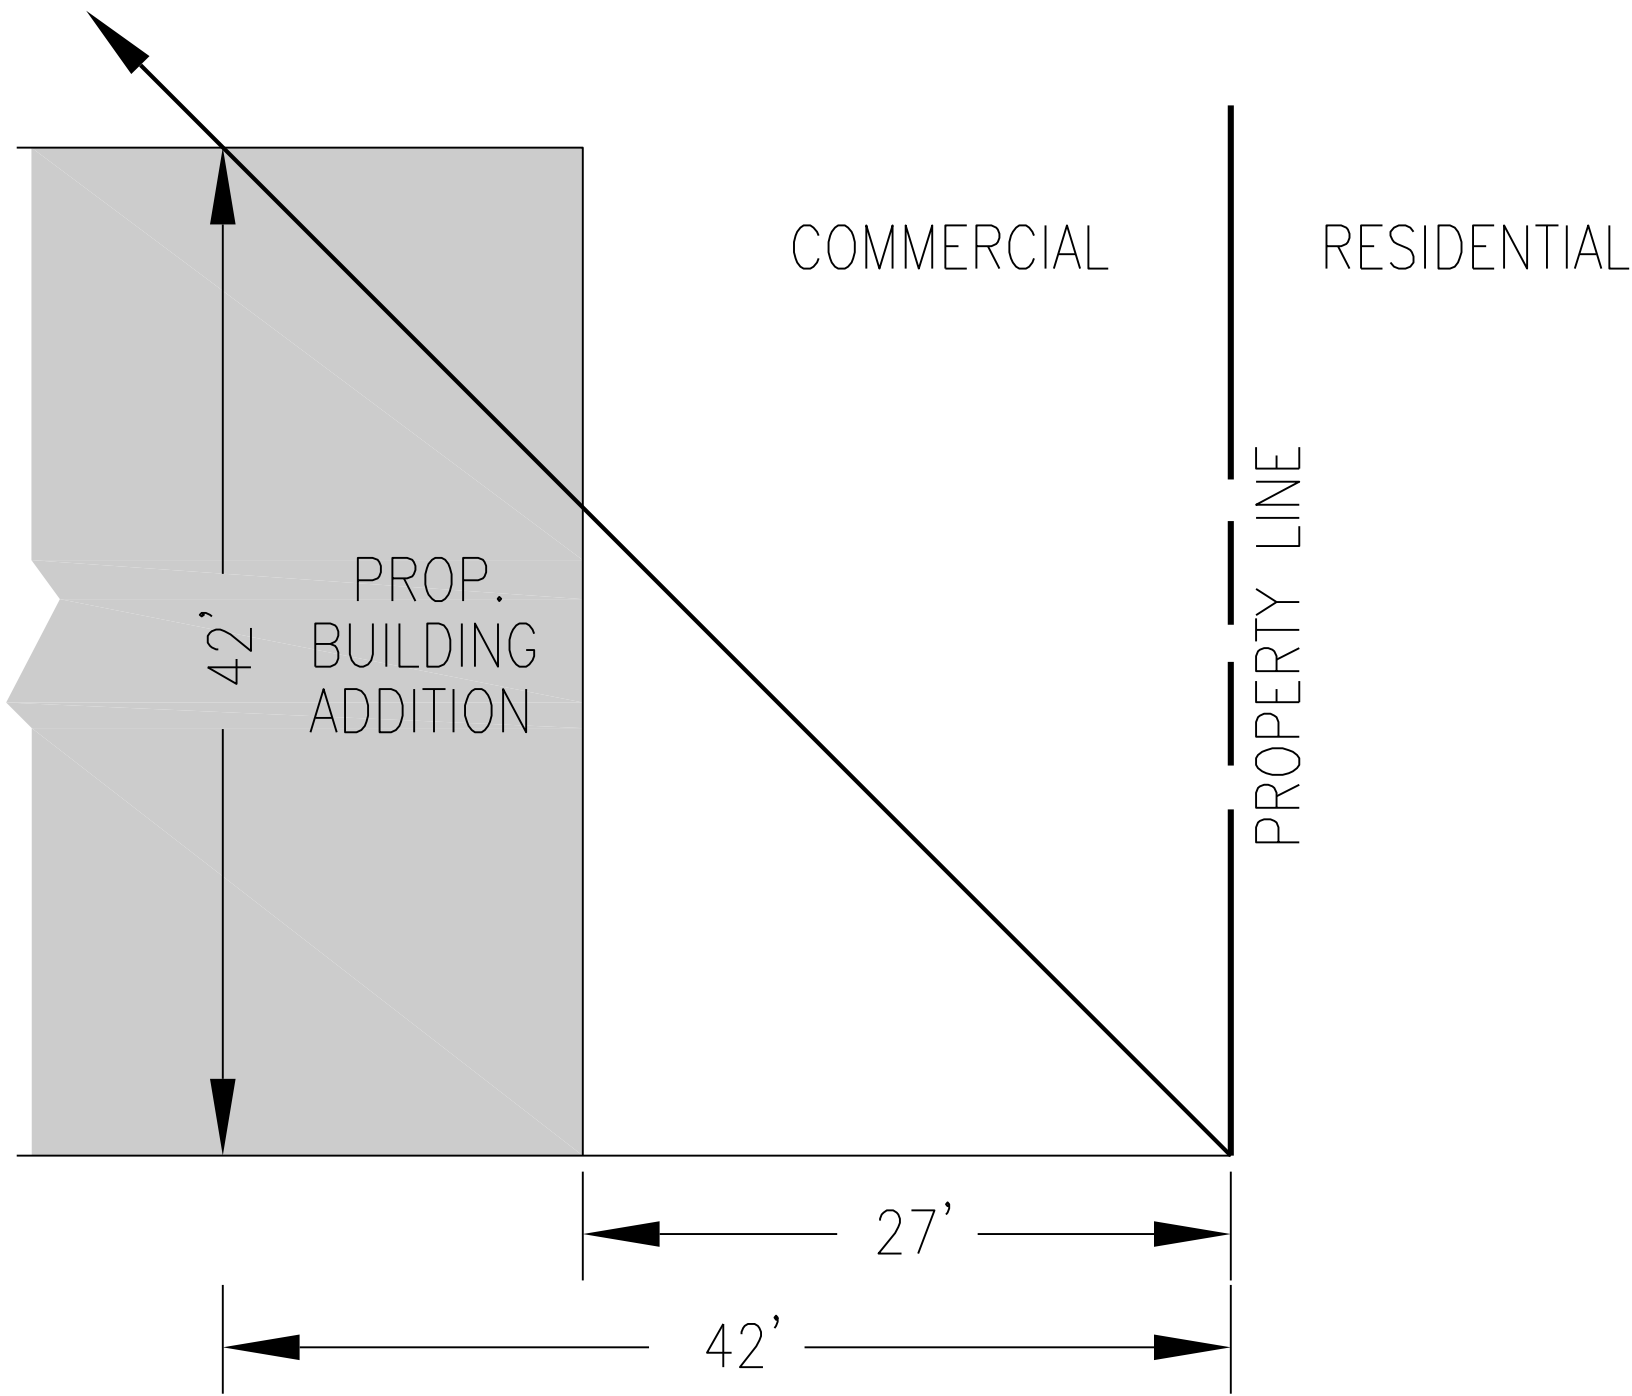 COMMERCIAL
RESIDENTIAL
PROPERTY LINE
42'
PROP.
BUILDING
ADDITION
27'
42'